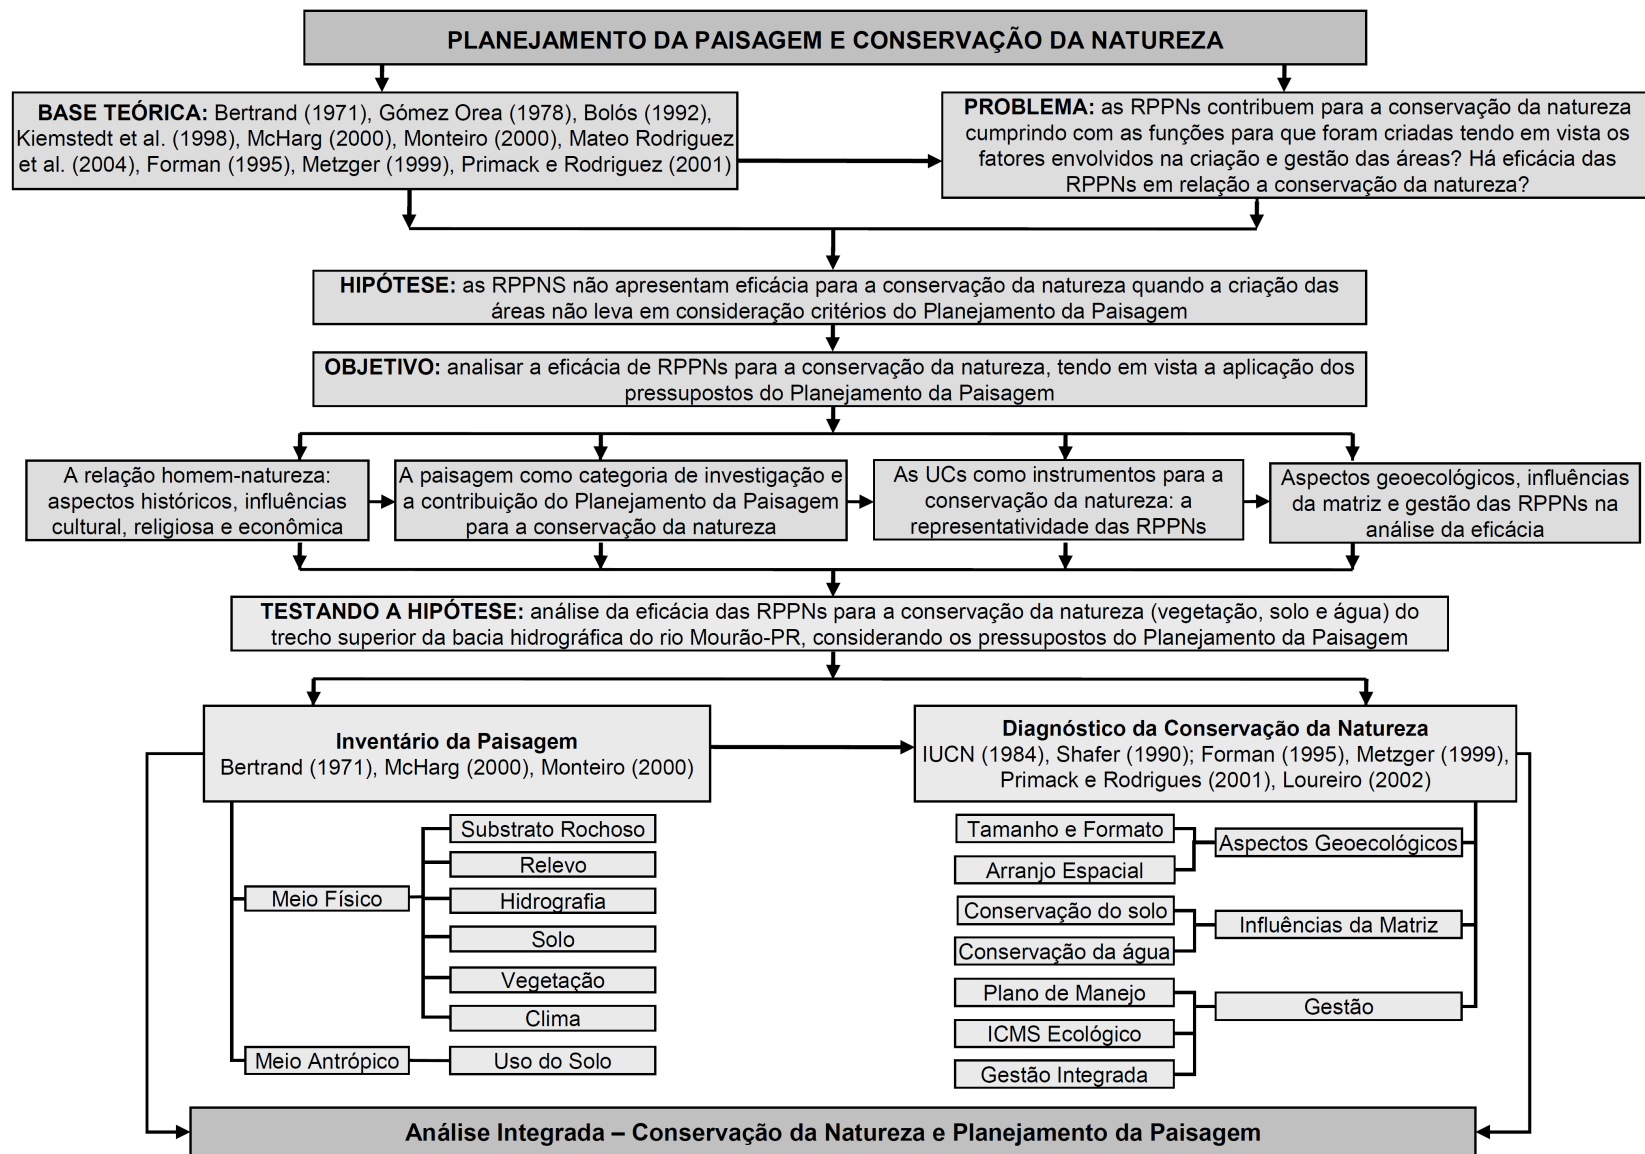 PLANEJAMENTO DA PAISAGEM E CONSERVAÇÃO DA NATUREZA
BASE TEÓRICA: Bertrand (1971), Gómez Orea (1978), Bolós (1992),
Kiemstedt et al. (1998), McHarg (2000), Monteiro (2000), Mateo Rodriguez
et al. (2004), Forman (1995), Metzger (1999), Primack e Rodriguez (2001)
PROBLEMA: as RPPNs contribuem para a conservação da natureza
cumprindo com as funções para que foram criadas tendo em vista os
fatores envolvidos na criação e gestão das áreas? Há eficácia das
RPPNs em relação a conservação da natureza?
HIPÓTESE: as RPPNS não apresentam eficácia para a conservação da natureza quando a criação das
áreas não leva em consideração critérios do Planejamento da Paisagem
OBJETIVO: analisar a eficácia de RPPNs para a conservação da natureza, tendo em vista a aplicação dos
pressupostos do Planejamento da Paisagem
A relação homem-natureza:
aspectos históricos, influências
cultural, religiosa e econômica
A paisagem como categoria de investigação e
a contribuição do Planejamento da Paisagem
para a conservação da natureza
As UCs como instrumentos para a
conservação da natureza: a
representatividade das RPPNs
Aspectos geoecológicos, influências
da matriz e gestão das RPPNs na
análise da eficácia
TESTANDO A HIPÓTESE: análise da eficácia das RPPNs para a conservação da natureza (vegetação, solo e água) do
trecho superior da bacia hidrográfica do rio Mourão-PR, considerando os pressupostos do Planejamento da Paisagem
Inventário da Paisagem
Bertrand (1971), McHarg (2000), Monteiro (2000)
Diagnóstico da Conservação da Natureza
IUCN (1984), Shafer (1990); Forman (1995), Metzger (1999),
Primack e Rodrigues (2001), Loureiro (2002)
Meio Físico
Substrato Rochoso
Relevo
Hidrografia
Solo
Vegetação
Clima
Meio Antrópico
Uso do Solo
Tamanho e Formato
Arranjo Espacial
Aspectos Geoecológicos
Conservação do solo
Conservação da água
Influências da Matriz
Plano de Manejo
ICMS Ecológico
Gestão Integrada
Gestão
Análise Integrada – Conservação da Natureza e Planejamento da Paisagem